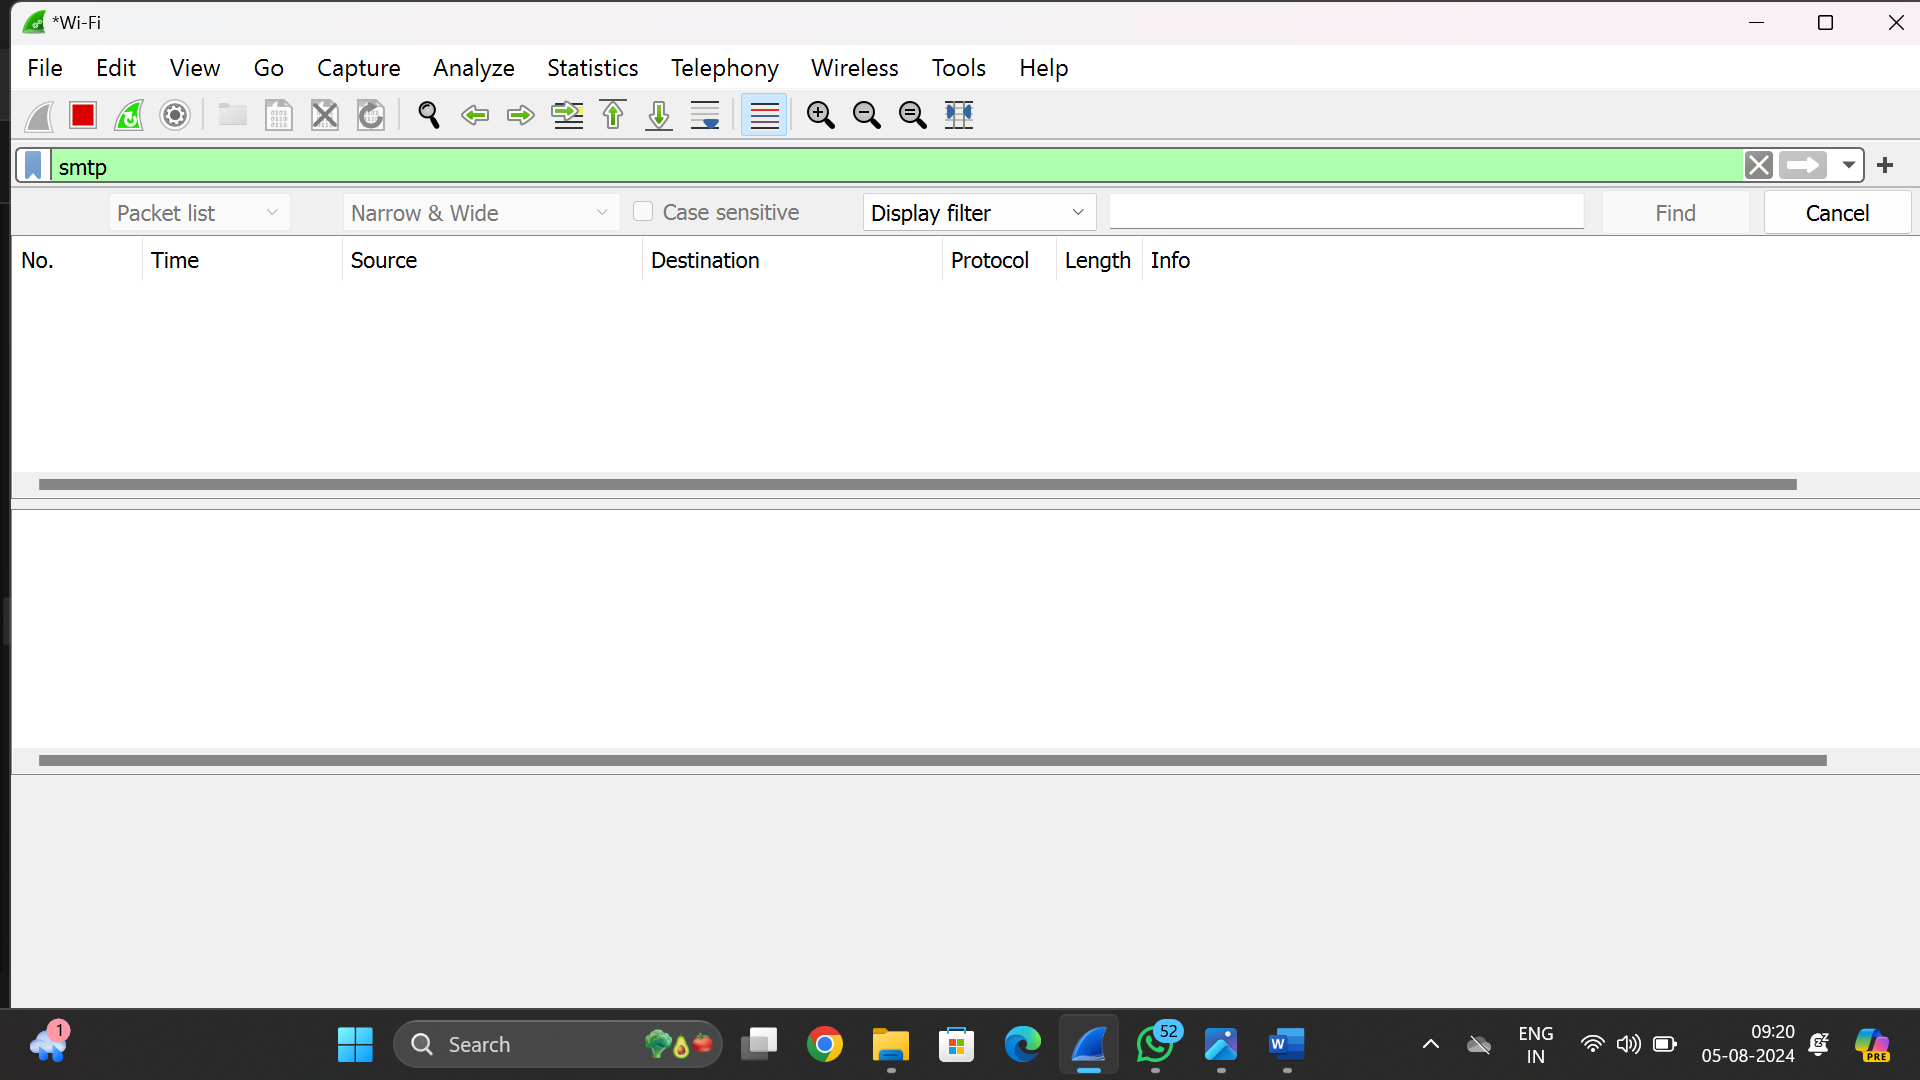 *Wi-Fi
File Edit View Go Capture Analyze Statistics Telephony Wireless Tools Help
smtp
Packet list Narrow & Wide Case sensitive Display filter Find Cancel
No. Time Source Destination Protocol Length Info
1
Search
52
W
ENG
IN
09:20
05-08-2024
PRE